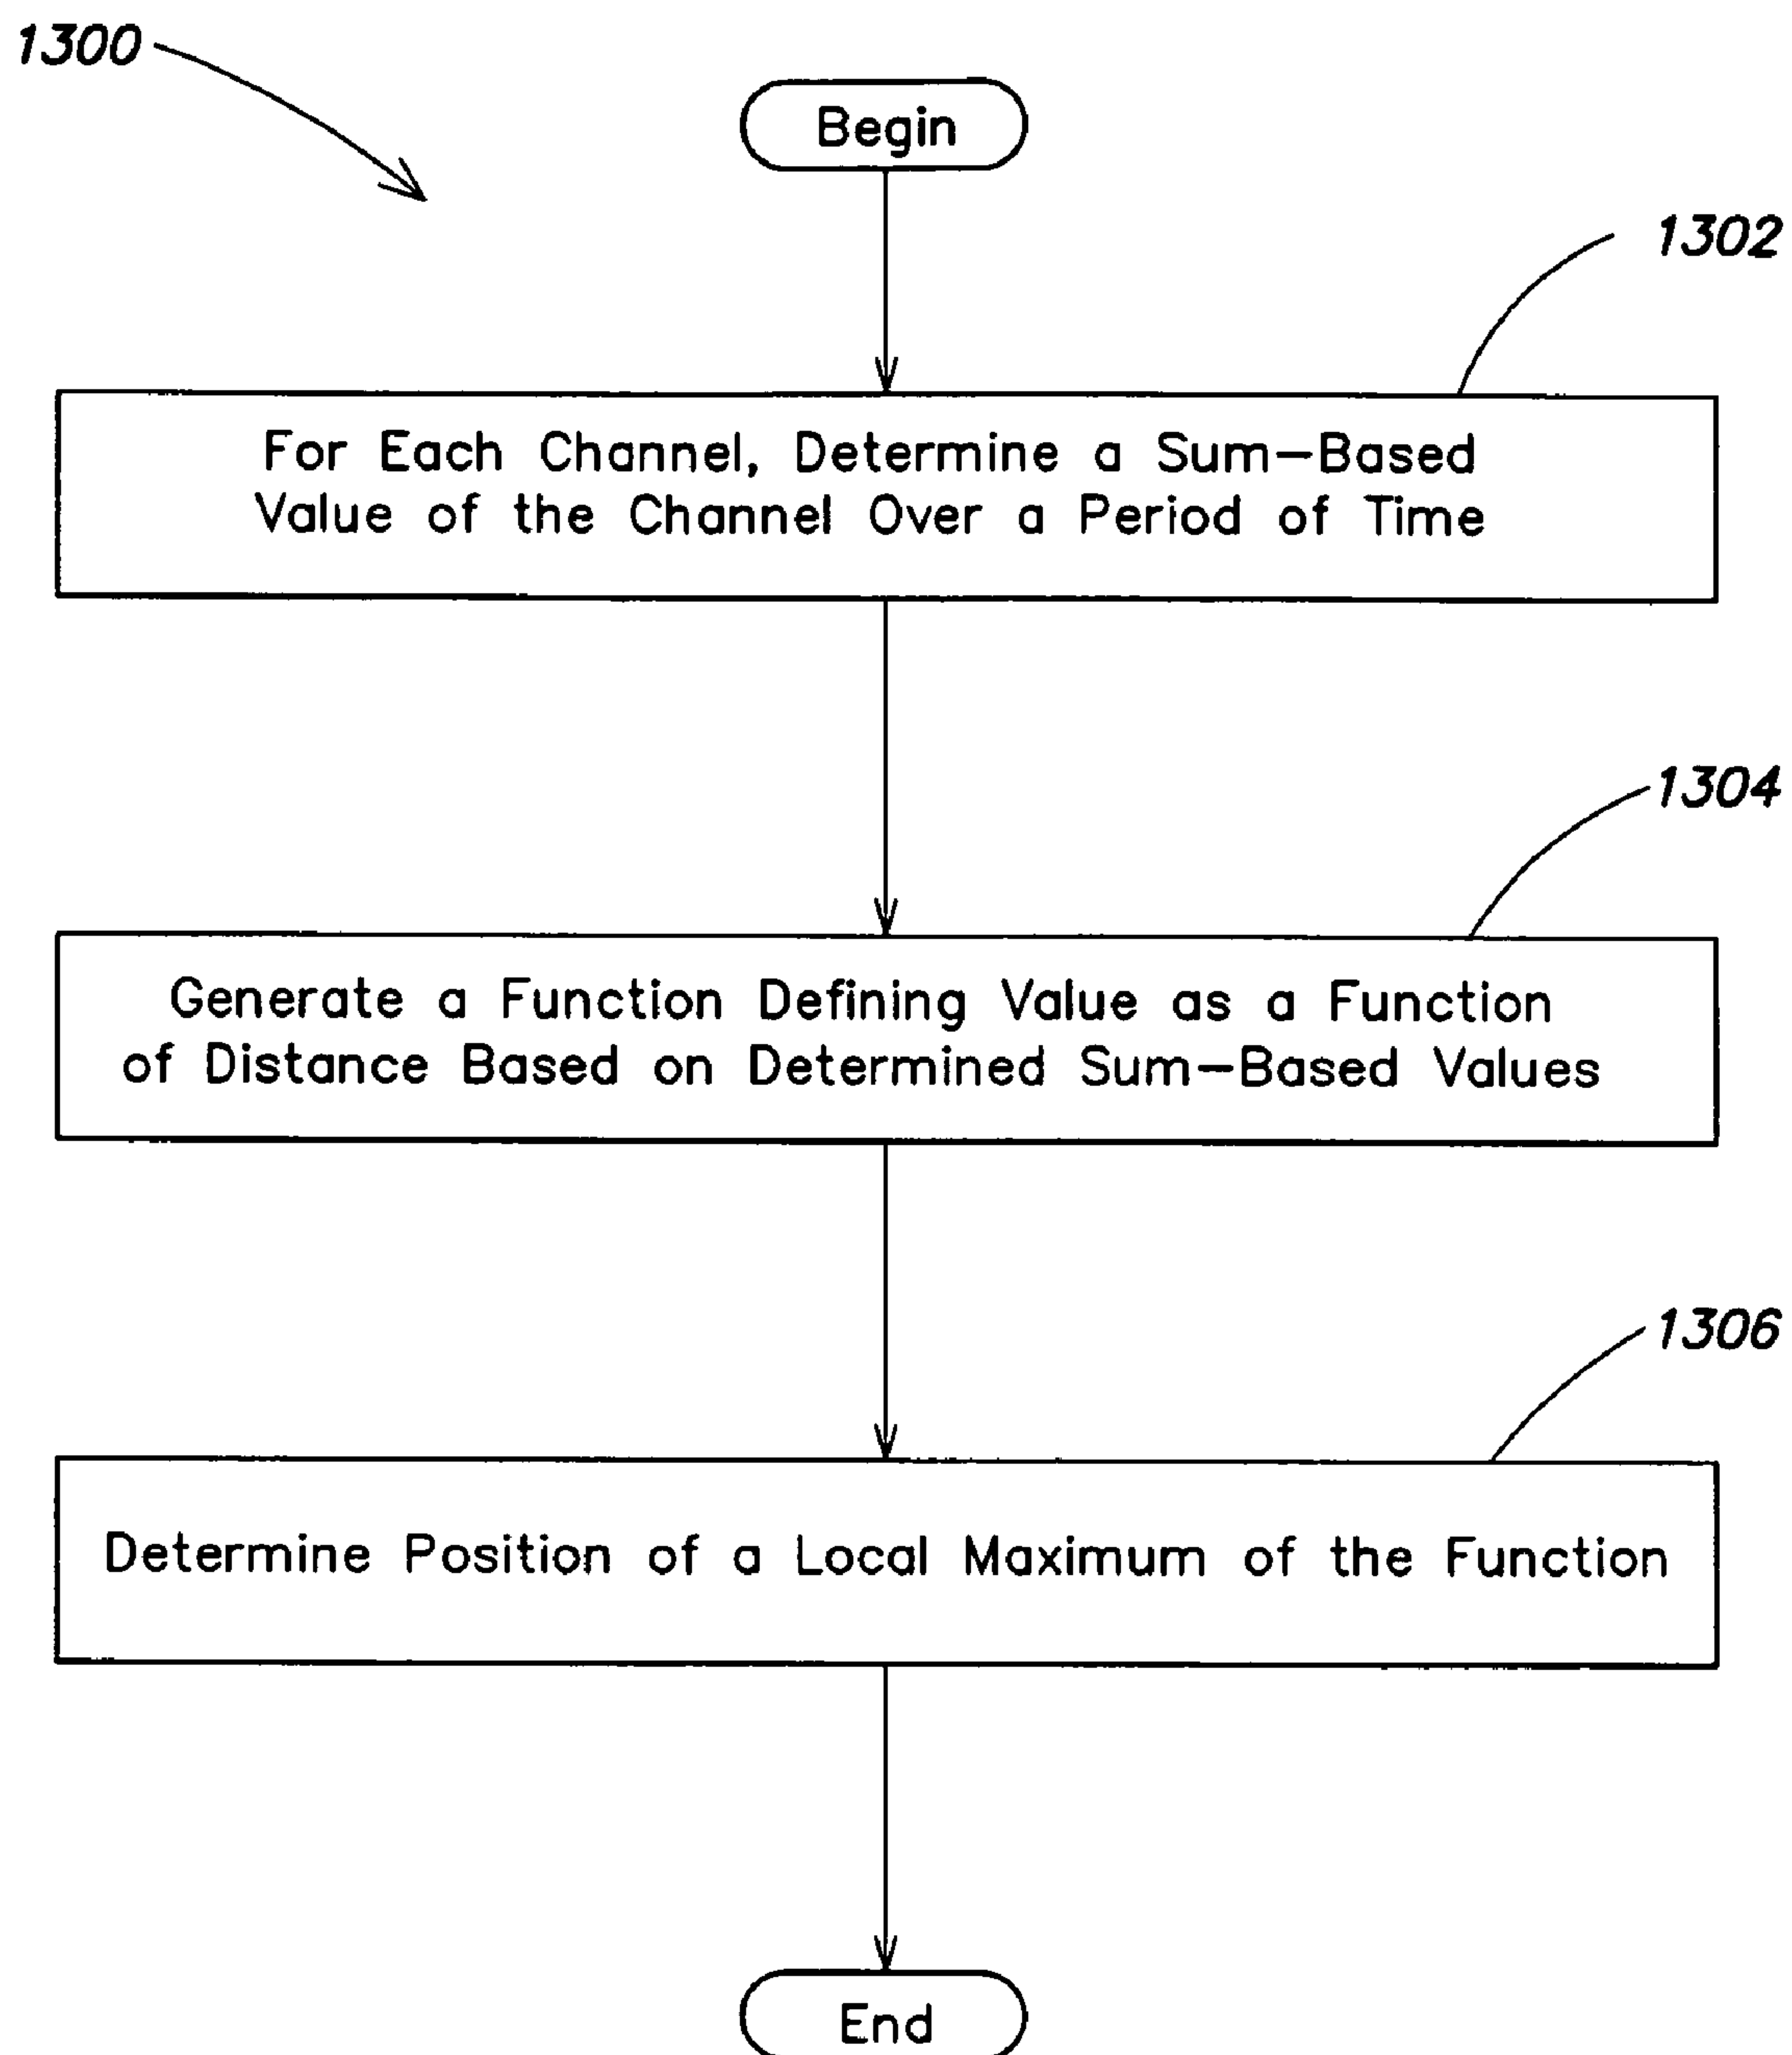 1300
Begin
1302
For Each Channel, Determine a Sum-Based
Value of the Channel Over a Period of Time
1304
Generate a Function Defining Value as a Function
of Distance Based on Determined Sum-Based Values
1306
Determine Position of a Local Maximum of the Function
End